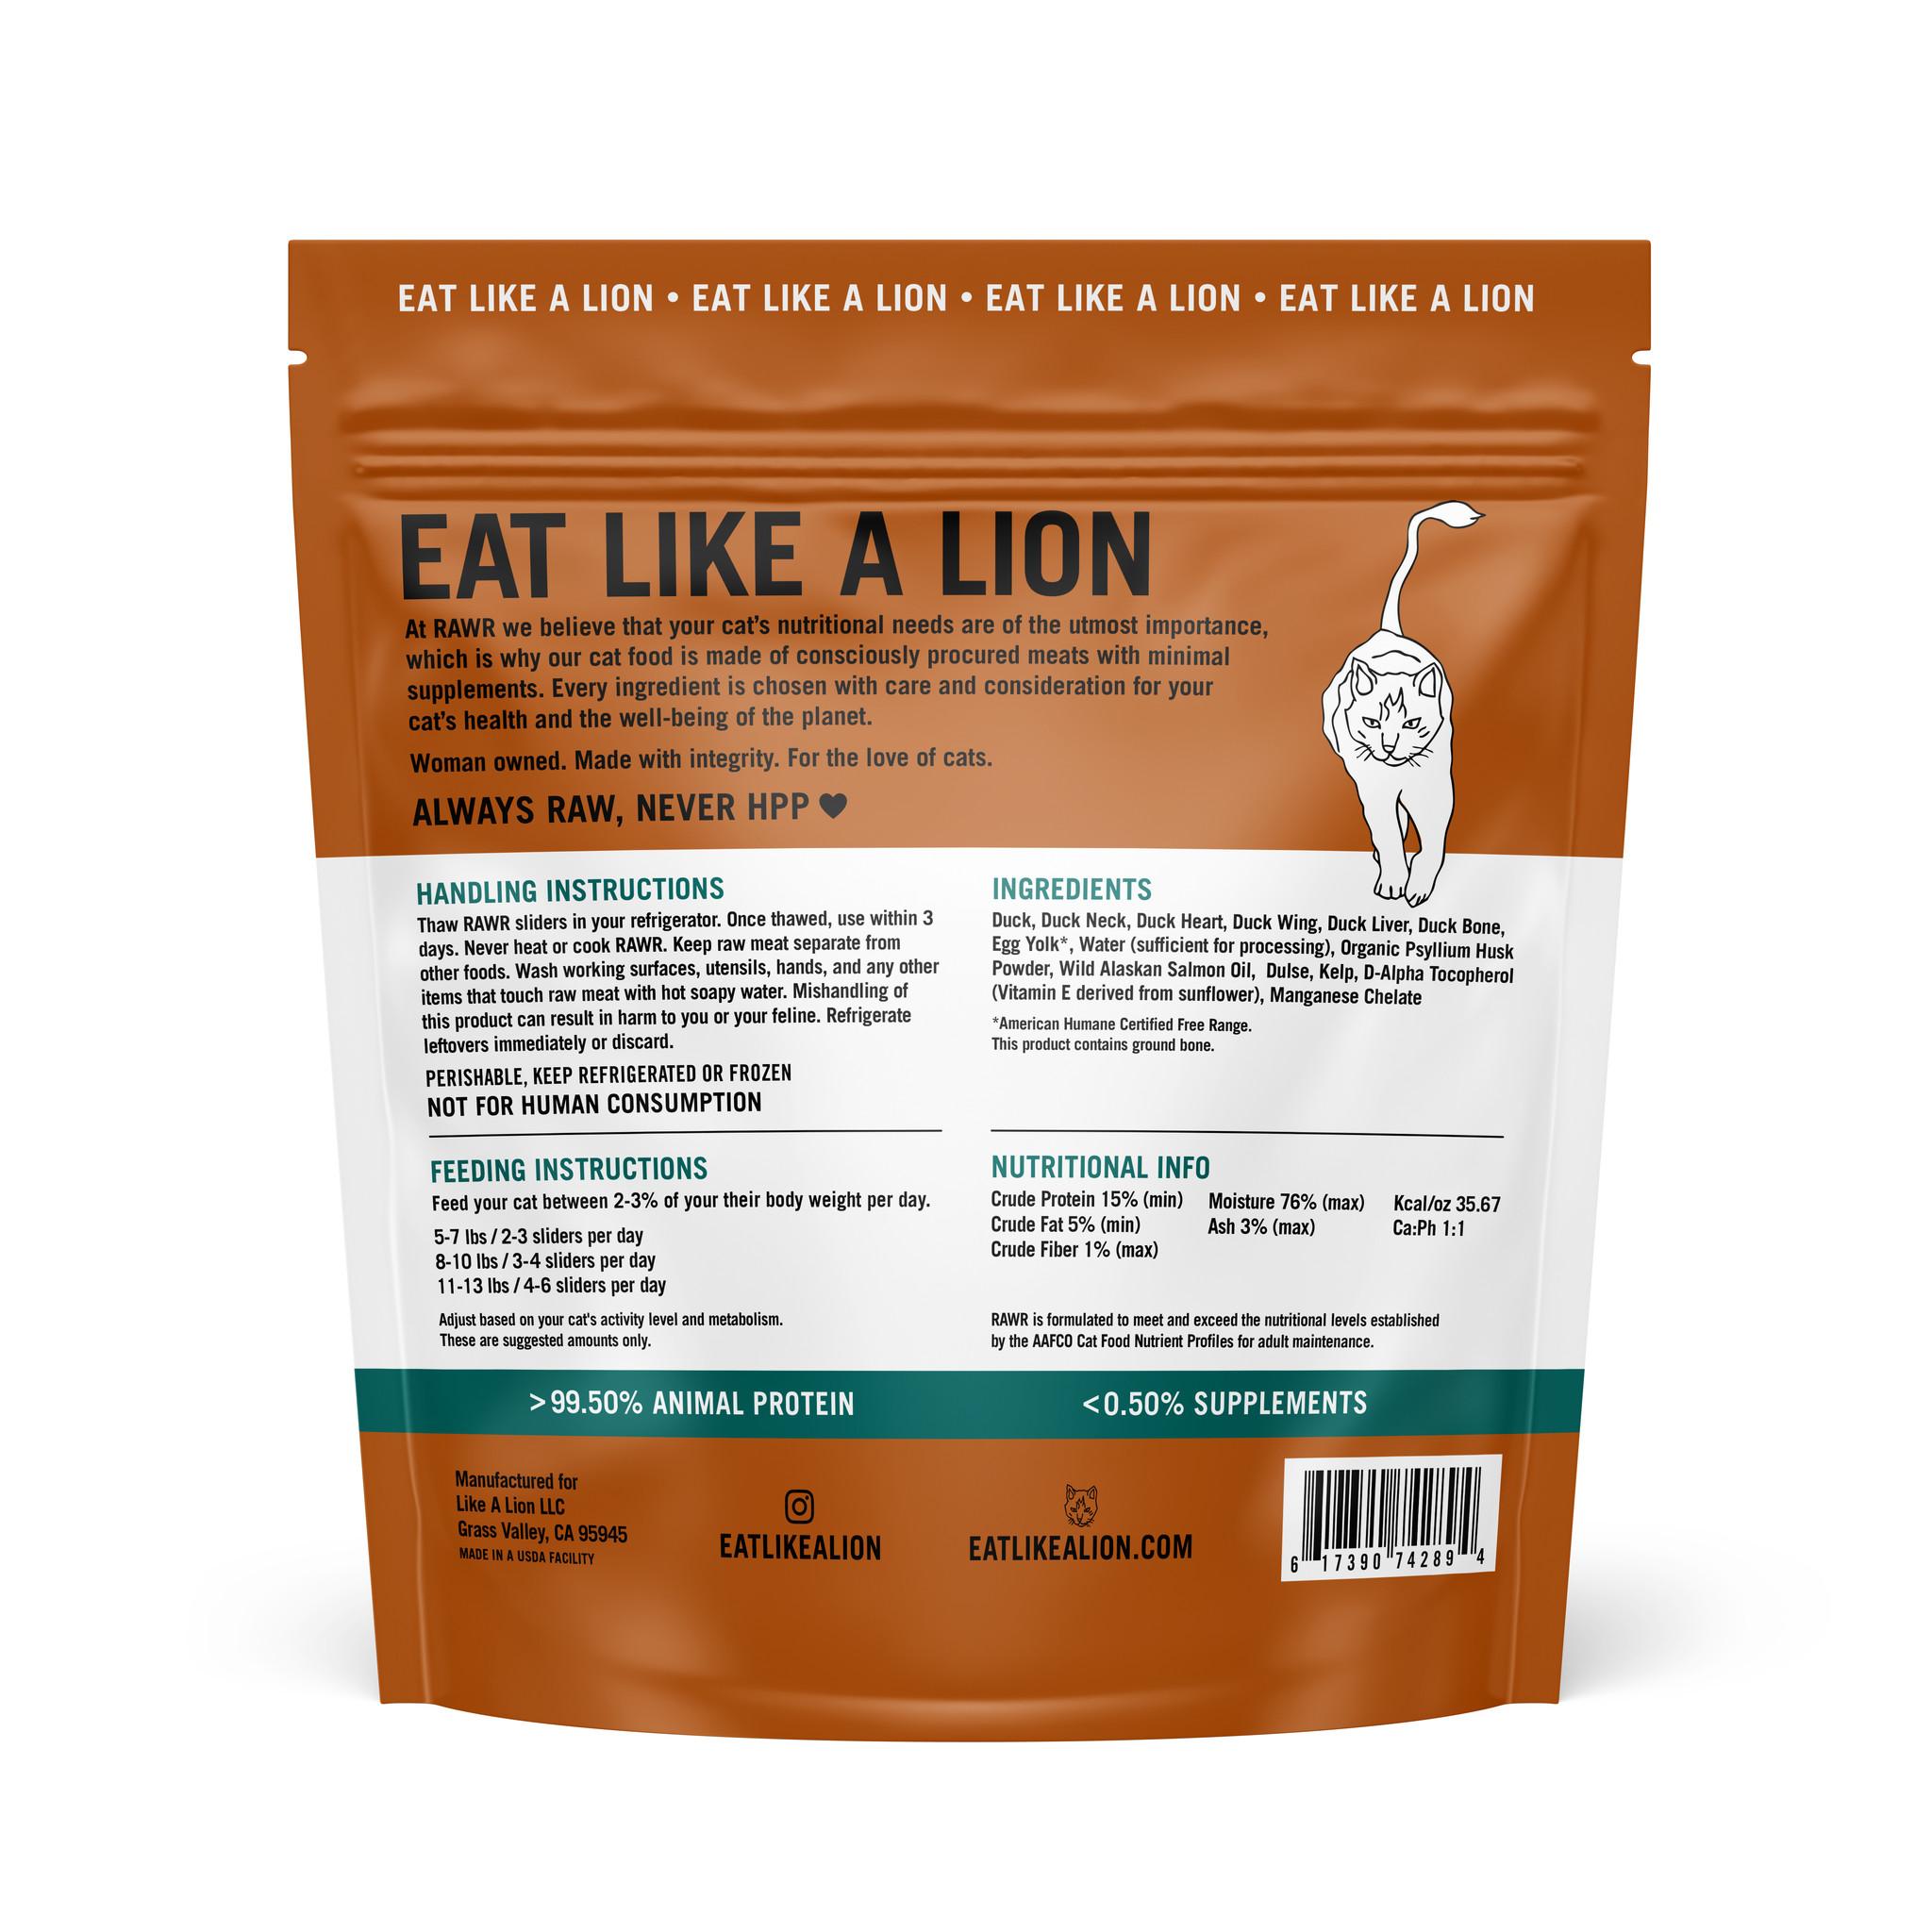 EAT LIKE A LION • EAT LIKE A LION • EAT LIKE A LION • EAT LIKE A LION
EAT LIKE A LION
At RAWR we believe that your cat's nutritional needs are of the utmost importance,
which is why our cat food is made of consciously procured meats with minimal
supplements. Every ingredient is chosen with care and consideration for your
cat's health and the well-being of the planet.
Woman owned. Made with integrity. For the love of cats.
ALWAYS RAW, NEVER HPP
HANDLING INSTRUCTIONS
Thaw RAWR sliders in your refrigerator. Once thawed, use within 3
days. Never heat or cook RAWR. Keep raw meat separate from
other foods. Wash working surfaces, utensils, hands, and any other
items that touch raw meat with hot soapy water. Mishandling of
this product can result in harm to you or your feline. Refrigerate
leftovers immediately or discard.
PERISHABLE, KEEP REFRIGERATED OR FROZEN
NOT FOR HUMAN CONSUMPTION
INGREDIENTS
Duck, Duck Neck, Duck Heart, Duck Wing, Duck Liver, Duck Bone,
Egg Yolk*, Water (sufficient for processing), Organic Psyllium Husk
Powder, Wild Alaskan Salmon Oil, Dulse, Kelp, D-Alpha Tocopherol
(Vitamin E derived from sunflower), Manganese Chelate
*American Humane Certified Free Range.
This product contains ground bone.
FEEDING INSTRUCTIONS
Feed your cat between 2-3% of your their body weight per day.
5-7 lbs / 2-3 sliders per day
8-10 lbs / 3-4 sliders per day
11-13 lbs / 4-6 sliders per day
Adjust based on your cat's activity level and metabolism.
These are suggested amounts only.
NUTRITIONAL INFO
Crude Protein 15% (min) Moisture 76% (max) Kcal/oz 35.67
Crude Fat 5% (min) Ash 3% (max) Ca:Ph 1:1
Crude Fiber 1% (max)
RAWR is formulated to meet and exceed the nutritional levels established
by the AAFCO Cat Food Nutrient Profiles for adult maintenance.
>99.50% ANIMAL PROTEIN <0.50% SUPPLEMENTS
Manufactured for
Like A Lion LLC
Grass Valley, CA 95945
MADE IN A USDA FACILITY
EATLIKEALION
EATLIKEALION.COM
6 17390 74289 4